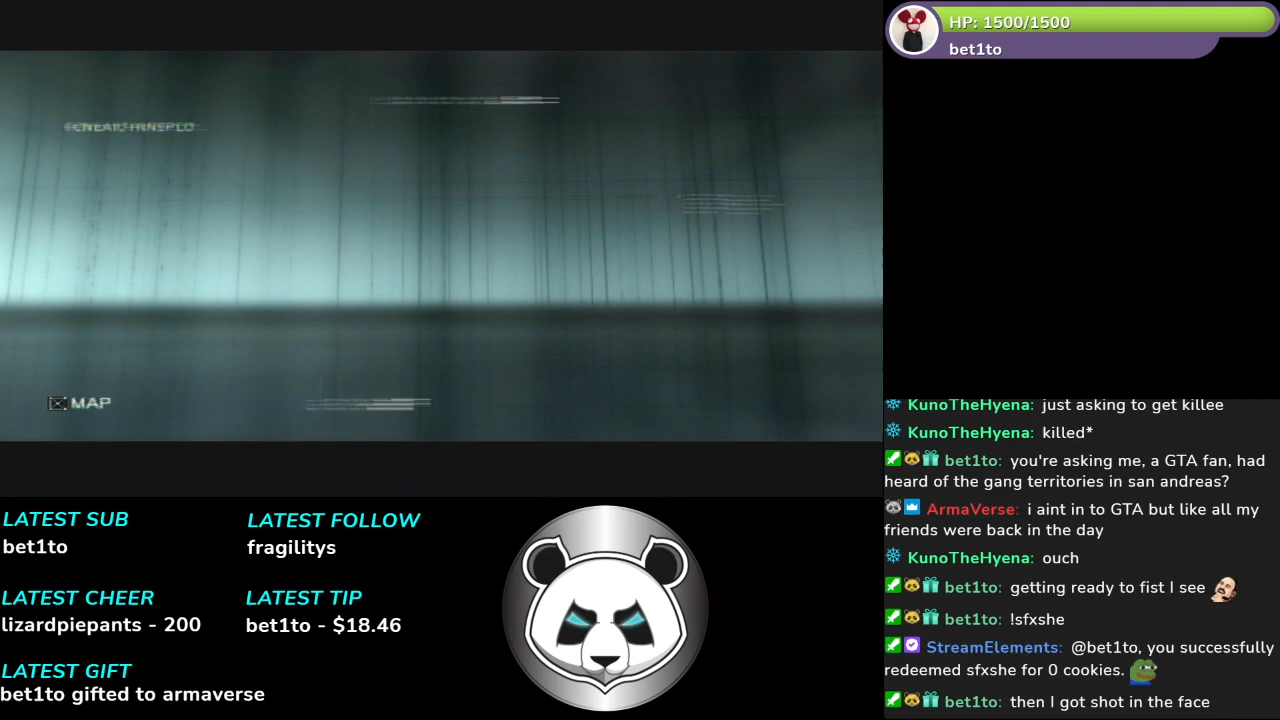 HP: 1500/1500
bet1to
MAP
KunoTheHyena: just asking to get killee
KunoTheHyena: killed*
bet1to: you're asking me, a GTA fan, had
heard of the gang territories in san andreas?
ArmaVerse: i aint in to GTA but like all my
friends were back in the day
KunoTheHyena: ouch
bet1to: getting ready to fist I see
bet1to: !sfxshe
StreamElements: @bet1to, you successfully
redeemed sfxshe for 0 cookies.
bet1to: then I got shot in the face
LATEST SUB
bet1to
LATEST FOLLOW
fragilitys
LATEST CHEER
lizardpiepants - 200
LATEST TIP
bet1to - $18.46
LATEST GIFT
bet1to gifted to armaverse